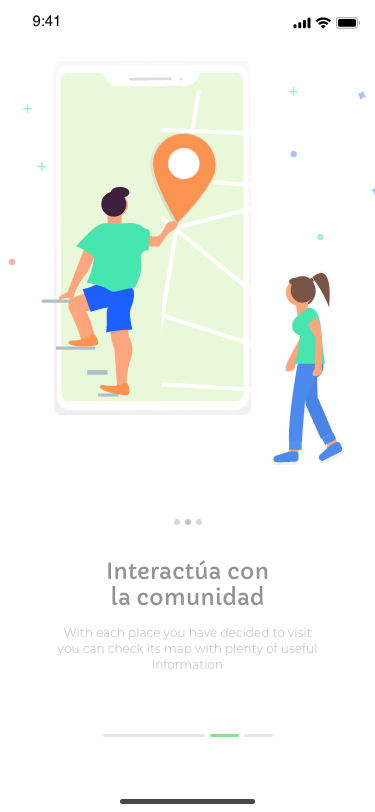 9:41
Interactúa con
la comunidad
With each place you have decided to visit
you can check its map with plenty of useful
information